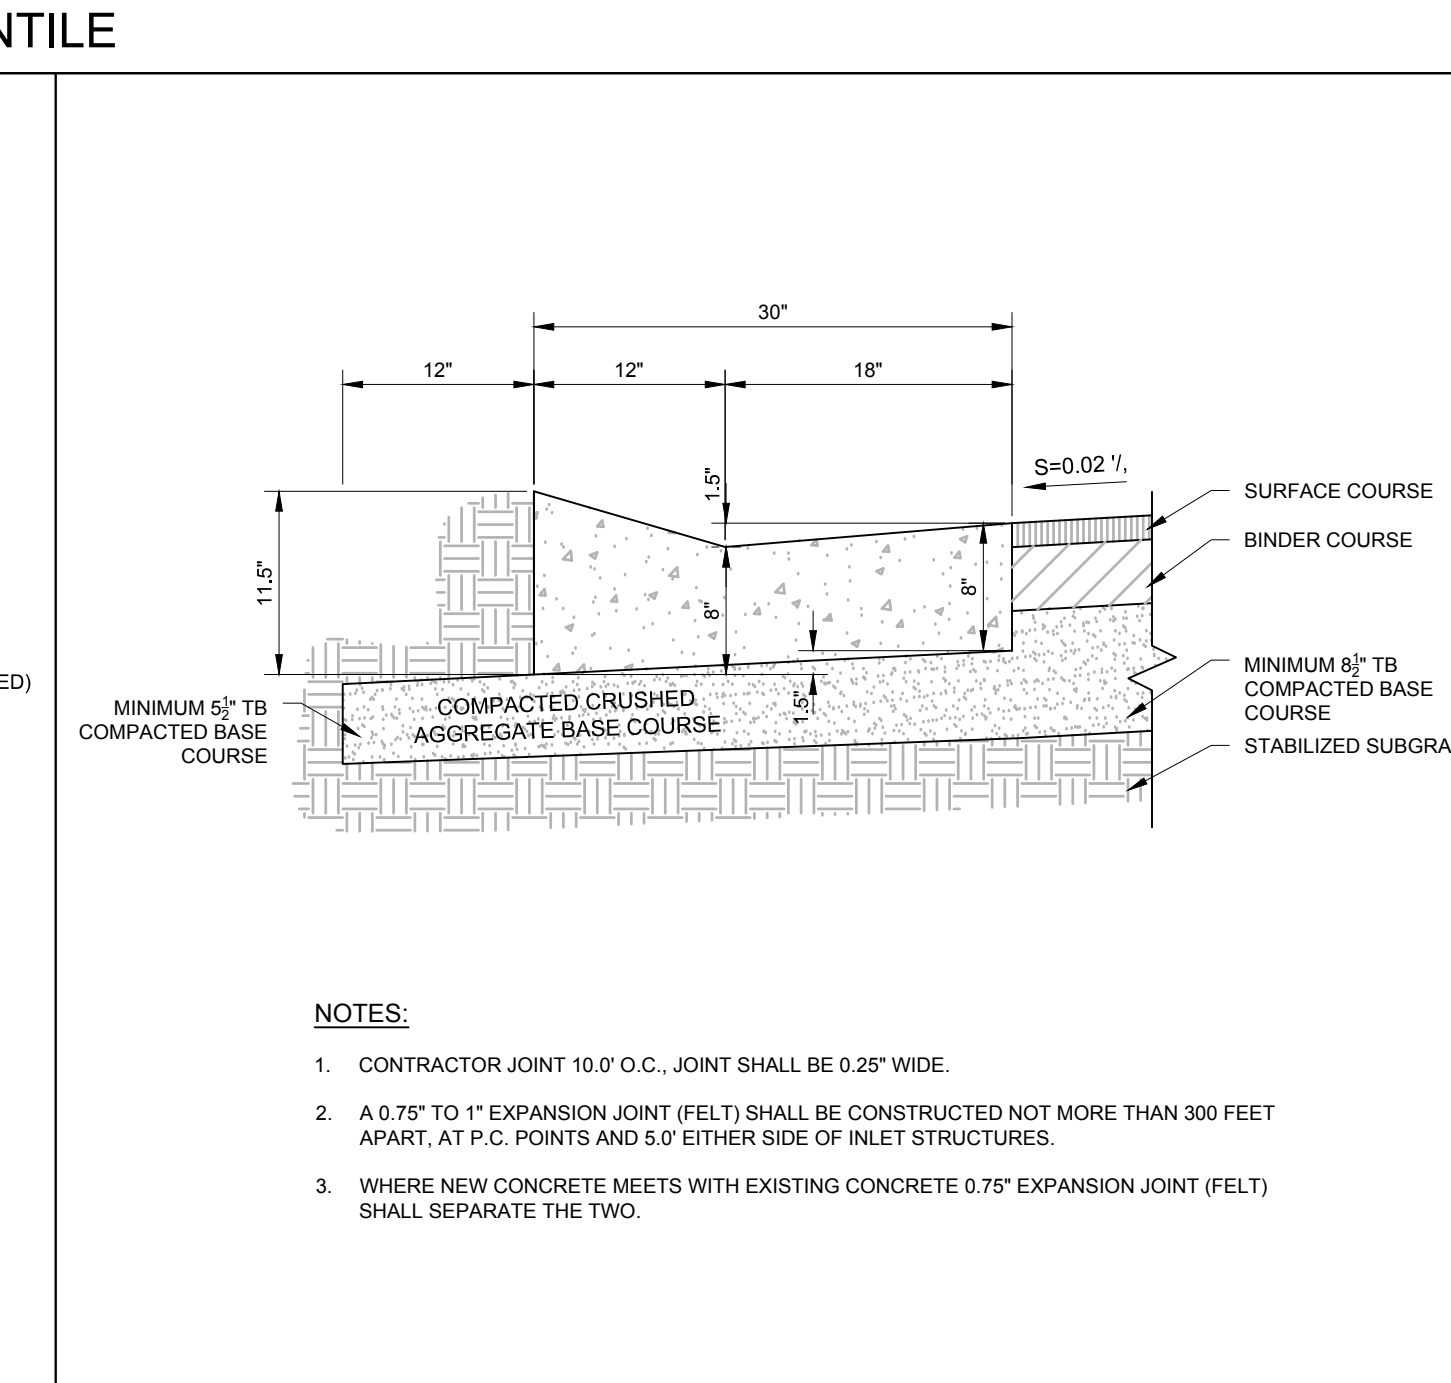 NTILE
30"
12"
12"
18"
1.5"
S=0.02 '/,
SURFACE COURSE
BINDER COURSE
11.5"
8"
8"
ED)
MINIMUM 5½" TB
COMPACTED BASE
COURSE
COMPACTED CRUSHED
AGGREGATE BASE COURSE
1.5"
MINIMUM 8½" TB
COMPACTED BASE
COURSE
STABILIZED SUBGRA
NOTES:
1. CONTRACTOR JOINT 10.0' O.C., JOINT SHALL BE 0.25" WIDE.
2. A 0.75" TO 1" EXPANSION JOINT (FELT) SHALL BE CONSTRUCTED NOT MORE THAN 300 FEET
APART, AT P.C. POINTS AND 5.0' EITHER SIDE OF INLET STRUCTURES.
3. WHERE NEW CONCRETE MEETS WITH EXISTING CONCRETE 0.75" EXPANSION JOINT (FELT)
SHALL SEPARATE THE TWO.